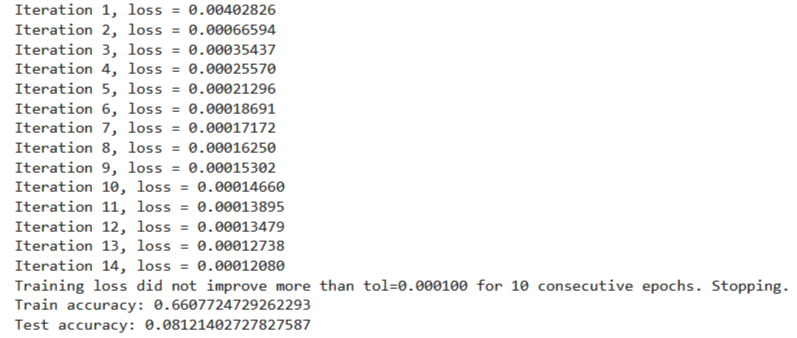 Iteration 1, loss = 0.00402826
Iteration 2, loss = 0.00066594
Iteration 3, loss = 0.00035437
Iteration 4, loss = 0.00025570
Iteration 5, loss = 0.00021296
Iteration 6, loss = 0.00018691
Iteration 7, loss = 0.00017172
Iteration 8, loss = 0.00016250
Iteration 9, loss = 0.00015302
Iteration 10, loss = 0.00014660
Iteration 11, loss = 0.00013895
Iteration 12, loss = 0.00013479
Iteration 13, loss = 0.00012738
Iteration 14, loss = 0.00012080
Training loss did not improve more than tol=0.000100 for 10 consecutive epochs. Stopping.
Train accuracy: 0.6607724729262293
Test accuracy: 0.08121402727827587